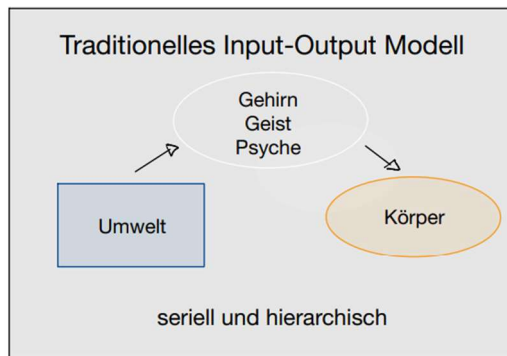 Traditionelles Input-Output Modell
Gehirn
Geist
Psyche
Umwelt
Körper
seriell und hierarchisch